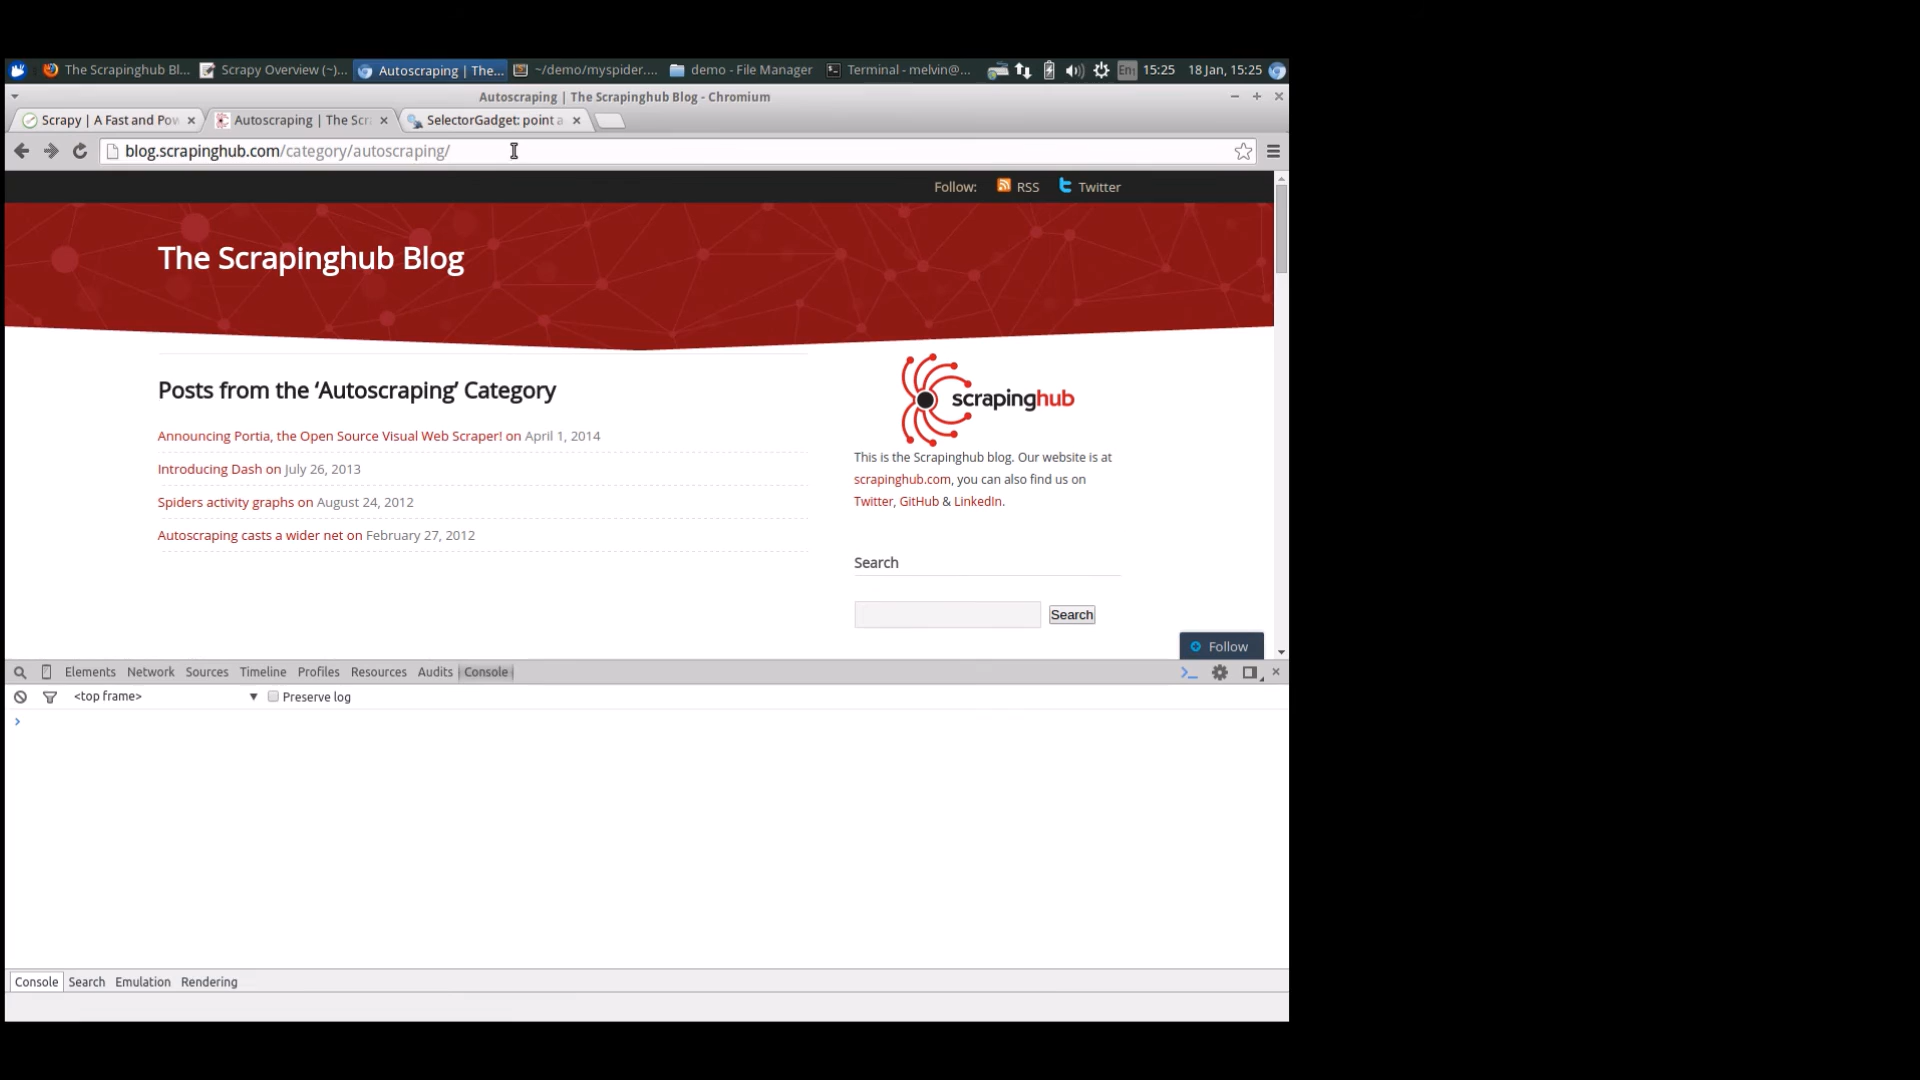 The Scrapinghub Bl... Scrapy Overview (~)... Autoscraping | The... ~/demo/myspider.... demo - File Manager Terminal - melvin@... En 15:25 18 Jan, 15:25
Autoscraping | The Scrapinghub Blog - Chromium
Scrapy | A Fast and Pow Autoscraping | The Scra SelectorGadget: point a
blog.scrapinghub.com/category/autoscraping/
Follow: RSS Twitter
The Scrapinghub Blog
Posts from the ‘Autoscraping’ Category
Announcing Portia, the Open Source Visual Web Scraper! on April 1, 2014
Introducing Dash on July 26, 2013
Spiders activity graphs on August 24, 2012
Autoscraping casts a wider net on February 27, 2012
scrapinghub
This is the Scrapinghub blog. Our website is at
scrapinghub.com, you can also find us on
Twitter, GitHub & LinkedIn.
Search
Search
Follow
Elements Network Sources Timeline Profiles Resources Audits Console
<top frame> Preserve log
Console Search Emulation Rendering